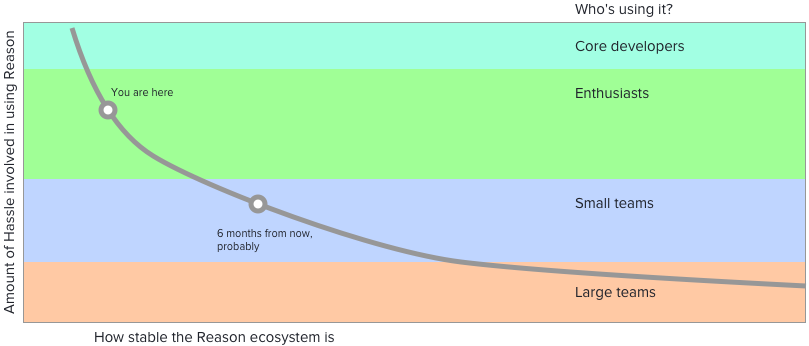 Who's using it?
Core developers
You are here
Enthusiasts
Small teams
6 months from now,
probably
Large teams
Amount of Hassle involved in using Reason
How stable the Reason ecosystem is